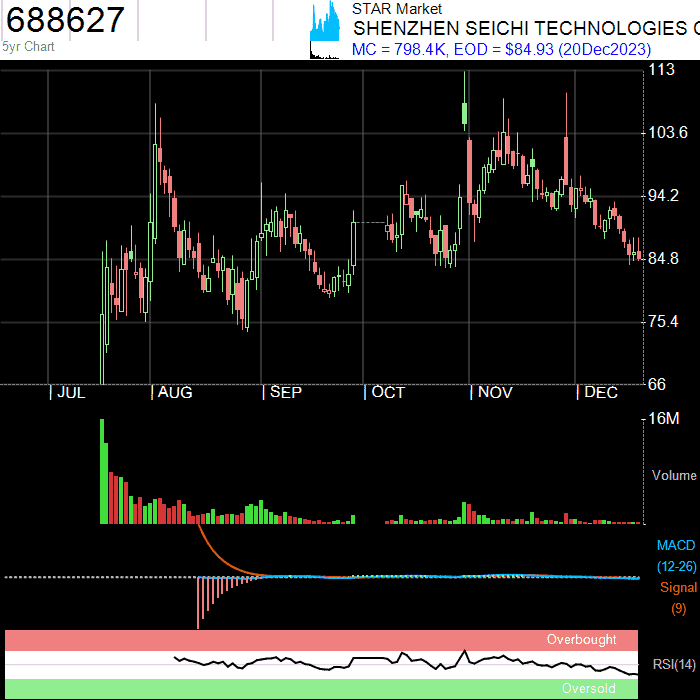 688627
5yr Chart
STAR Market
SHENZHEN SEICHI TECHNOLOGIES C
MC = 798.4K, EOD = $84.93 (20Dec2023)
113
103.6
94.2
84.8
75.4
66
JUL AUG SEP OCT NOV DEC
16M
Volume
MACD
(12-26)
Signal
(9)
Overbought
RSI(14)
Oversold